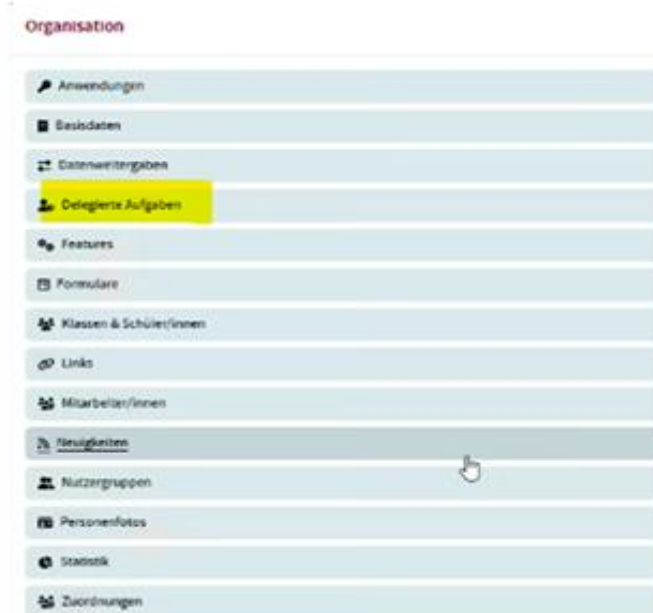 Organisation
Anwendungen
Basisdaten
Datenweitergaben
Delegierte Aufgaben
Features
Formulare
Klassen & Schüler/innen
Links
Mitarbeiter/innen
Neuigkeiten
Nutzergruppen
Personenfotos
Statistik
Zuordnungen